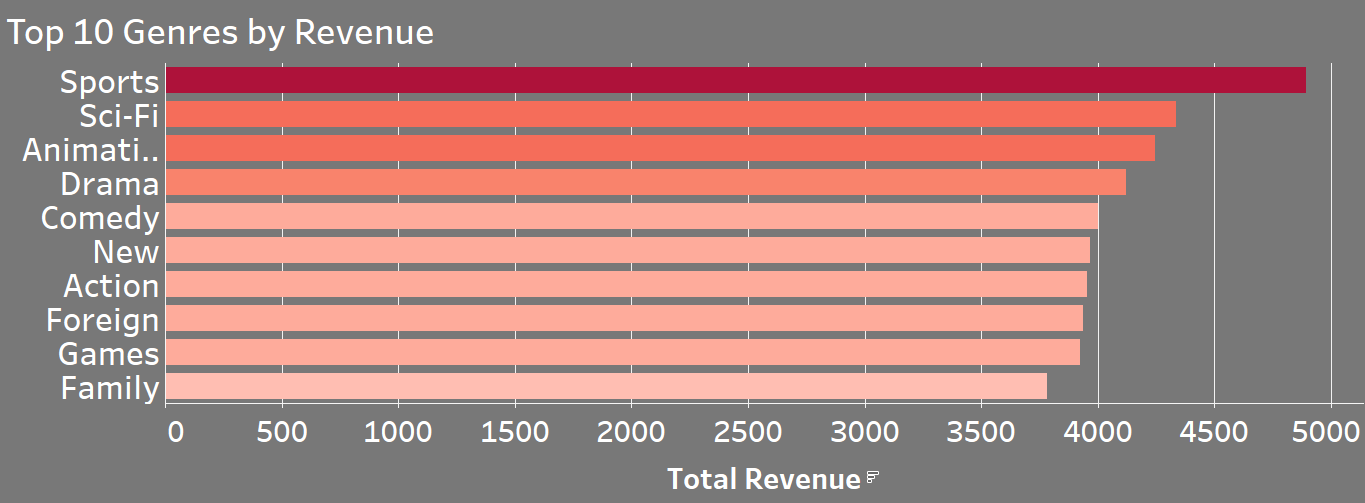 Top 10 Genres by Revenue
Sports
Sci-Fi
Animati..
Drama
Comedy
New
Action
Foreign
Games
Family
0 500 1000 1500 2000 2500 3000 3500 4000 4500 5000
Total Revenue